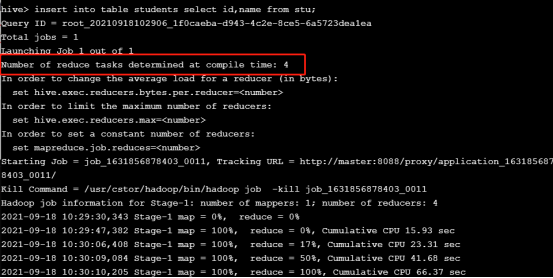 hive> insert into table students select id,name from stu;
Query ID = root_20210918102906_1f0caeba-d943-4c2e-8ce5-6a5723dea1ea
Total jobs = 1
Launching Job 1 out of 1
Number of reduce tasks determined at compile time: 4
In order to change the average load for a reducer (in bytes):
  set hive.exec.reducers.bytes.per.reducer=<number>
In order to limit the maximum number of reducers:
  set hive.exec.reducers.max=<number>
In order to set a constant number of reducers:
  set mapreduce.job.reduces=<number>
Starting Job = job_1631856878403_0011, Tracking URL = http://master:8088/proxy/application_163185687
8403_0011/
Kill Command = /usr/cstor/hadoop/bin/hadoop job  -kill job_1631856878403_0011
Hadoop job information for Stage-1: number of mappers: 1; number of reducers: 4
2021-09-18 10:29:30,343 Stage-1 map = 0%,  reduce = 0%
2021-09-18 10:29:47,382 Stage-1 map = 100%,  reduce = 0%, Cumulative CPU 15.93 sec
2021-09-18 10:30:06,408 Stage-1 map = 100%,  reduce = 17%, Cumulative CPU 23.31 sec
2021-09-18 10:30:09,084 Stage-1 map = 100%,  reduce = 50%, Cumulative CPU 41.68 sec
2021-09-18 10:30:10,205 Stage-1 map = 100%,  reduce = 100%, Cumulative CPU 66.37 sec